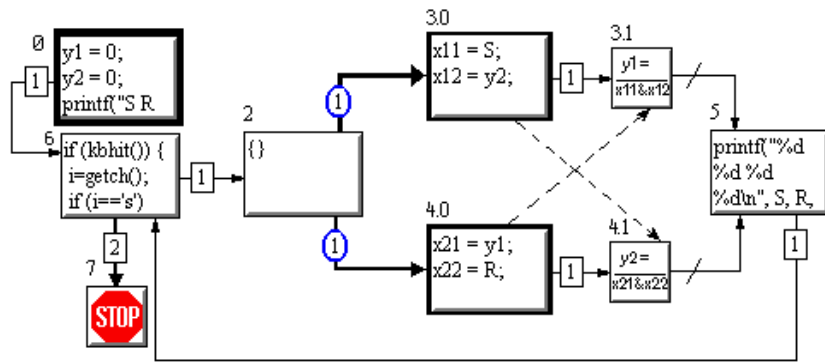 0
y1 = 0;
y2 = 0;
printf("S R
1
6
if (kbhit()) {
i=getch();
if (i=='s')
1
2
7
STOP
2
{}
1
1
3.0
x11 = S;
x12 = y2;
1
3.1
y1=
x11&x12
4.0
x21 = y1;
x22 = R;
1
4.1
y2=
x21&x22
5
printf("%d
%d %d
%d\n", S, R,
1